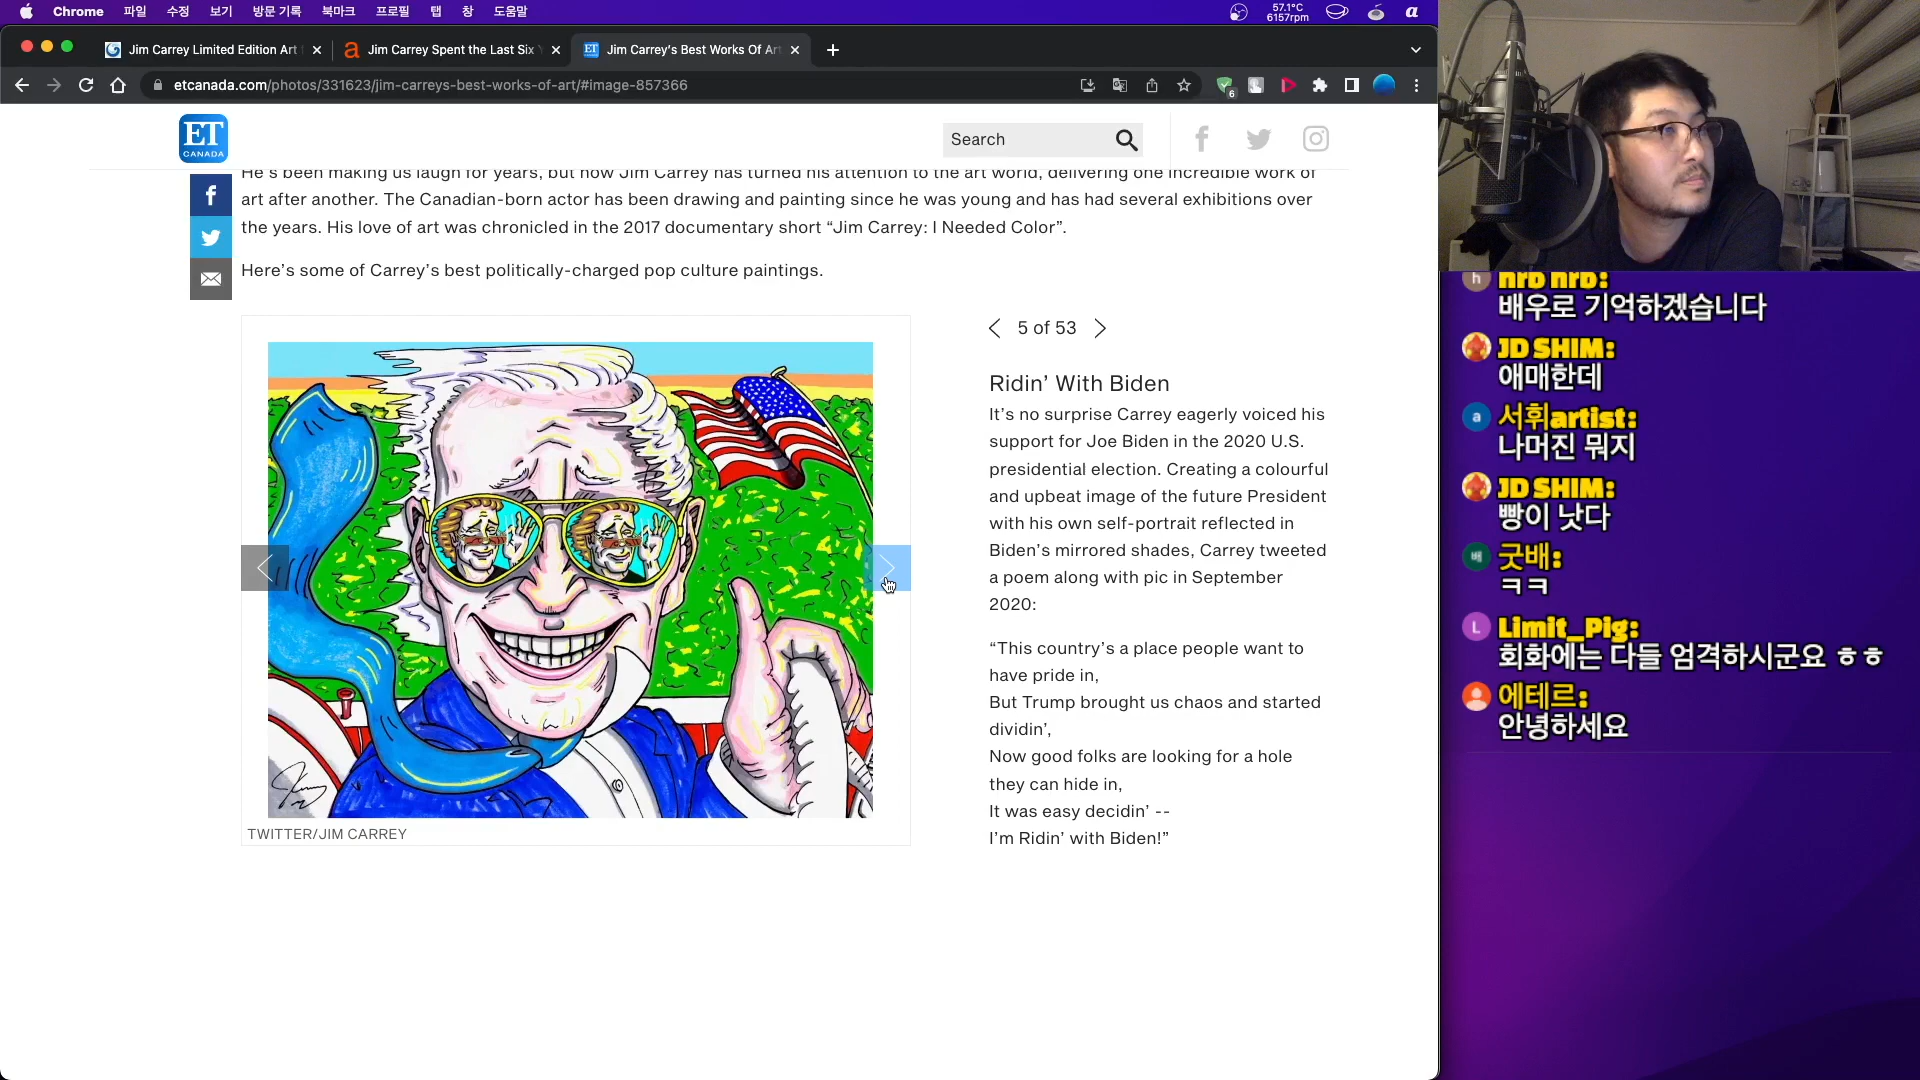 Chrome 파일 수정 보기 방문 기록 북마크 프로필 탭 창 도움말
57.1°C
6157rpm
Jim Carrey Limited Edition Art
Jim Carrey Spent the Last Six
Jim Carrey's Best Works Of Ar
etcanada.com/photos/331623/jim-carreys-best-works-of-art/#image-857366
6
ET
CANADA
Search
He's been making us laugh for years, but now Jim Carrey has turned his attention to the art world, delivering one incredible work of
art after another. The Canadian-born actor has been drawing and painting since he was young and has had several exhibitions over
the years. His love of art was chronicled in the 2017 documentary short “Jim Carrey: I Needed Color”.
Here’s some of Carrey’s best politically-charged pop culture paintings.
5 of 53
Ridin’ With Biden
It’s no surprise Carrey eagerly voiced his
support for Joe Biden in the 2020 U.S.
presidential election. Creating a colourful
and upbeat image of the future President
with his own self-portrait reflected in
Biden’s mirrored shades, Carrey tweeted
a poem along with pic in September
2020:
“This country’s a place people want to
have pride in,
But Trump brought us chaos and started
dividin’,
Now good folks are looking for a hole
they can hide in,
It was easy decidin’ --
I’m Ridin’ with Biden!”
TWITTER/JIM CARREY
h nrb nrb:
배우로 기억하겠습니다
JD SHIM:
애매한데
a 서휘artist:
나머진 뭐지
JD SHIM:
빵이 낫다
배 굿배:
ㅋㅋ
L Limit_Pig:
회화에는 다들 엄격하시군요 ㅎㅎ
에테르:
안녕하세요